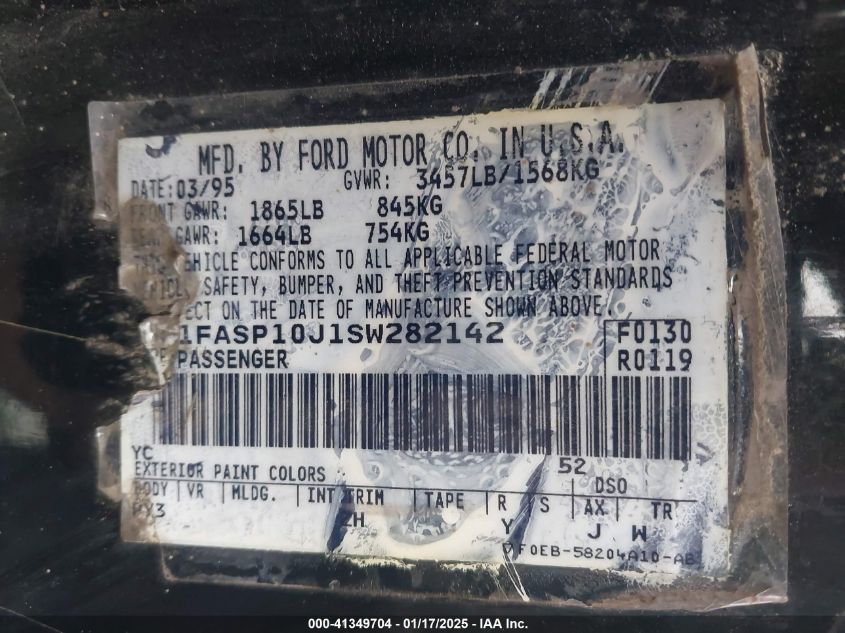 MFD. BY FORD MOTOR CO. IN U.S.A.
DATE: 03/95 GVWR: 3457LB/1568KG
FRONT GAWR: 1865LB 845KG
GAWR: 1664LB 754KG
VEHICLE CONFORMS TO ALL APPLICABLE FEDERAL MOTOR
VEHICLE SAFETY, BUMPER, AND THEFT PREVENTION STANDARDS
ECT ON THE DATE OF MANUFACTURE SHOWN ABOVE.
1FASP10J1SW282142 F0130
PASSENGER R0119
YC 52
EXTERIOR PAINT COLORS DSO
BODY VR MLDG. INT TRIM TAPE R S AX TR
PY3 ZH Y J W
F0EB-58204A10-AB
000-41349704 - 01/17/2025 - IAA Inc.